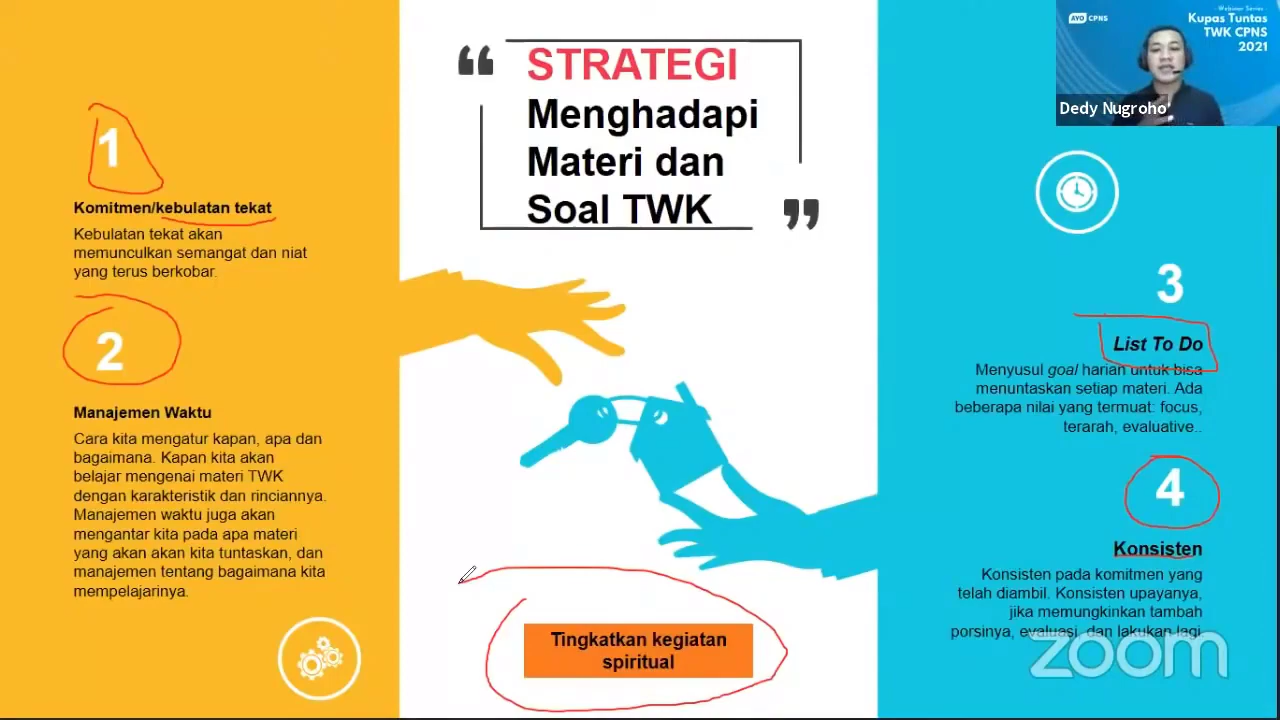 STRATEGI
Menghadapi
Materi dan
Soal TWK
1
Komitmen/kebulatan tekat
Kebulatan tekat akan
memunculkan semangat dan niat
yang terus berkobar.
2
Manajemen Waktu
Cara kita mengatur kapan, apa dan
bagaimana. Kapan kita akan
belajar mengenai materi TWK
dengan karakteristik dan rinciannya.
Manajemen waktu juga akan
mengantar kita pada apa materi
yang akan akan kita tuntaskan, dan
manajemen tentang bagaimana kita
mempelajarinya.
Tingkatkan kegiatan
spiritual
- Webinar Series -
AYO CPNS
Kupas Tuntas
TWK CPNS
2021
Dedy Nugroho
3
List To Do
Menyusul goal harian untuk bisa
menuntaskan setiap materi. Ada
beberapa nilai yang termuat: focus,
terarah, evaluative..
4
Konsisten
Konsisten pada komitmen yang
telah diambil. Konsisten upayanya,
jika memungkinkan tambah
porsinya, evaluasi, dan lakukan lagi
zoom